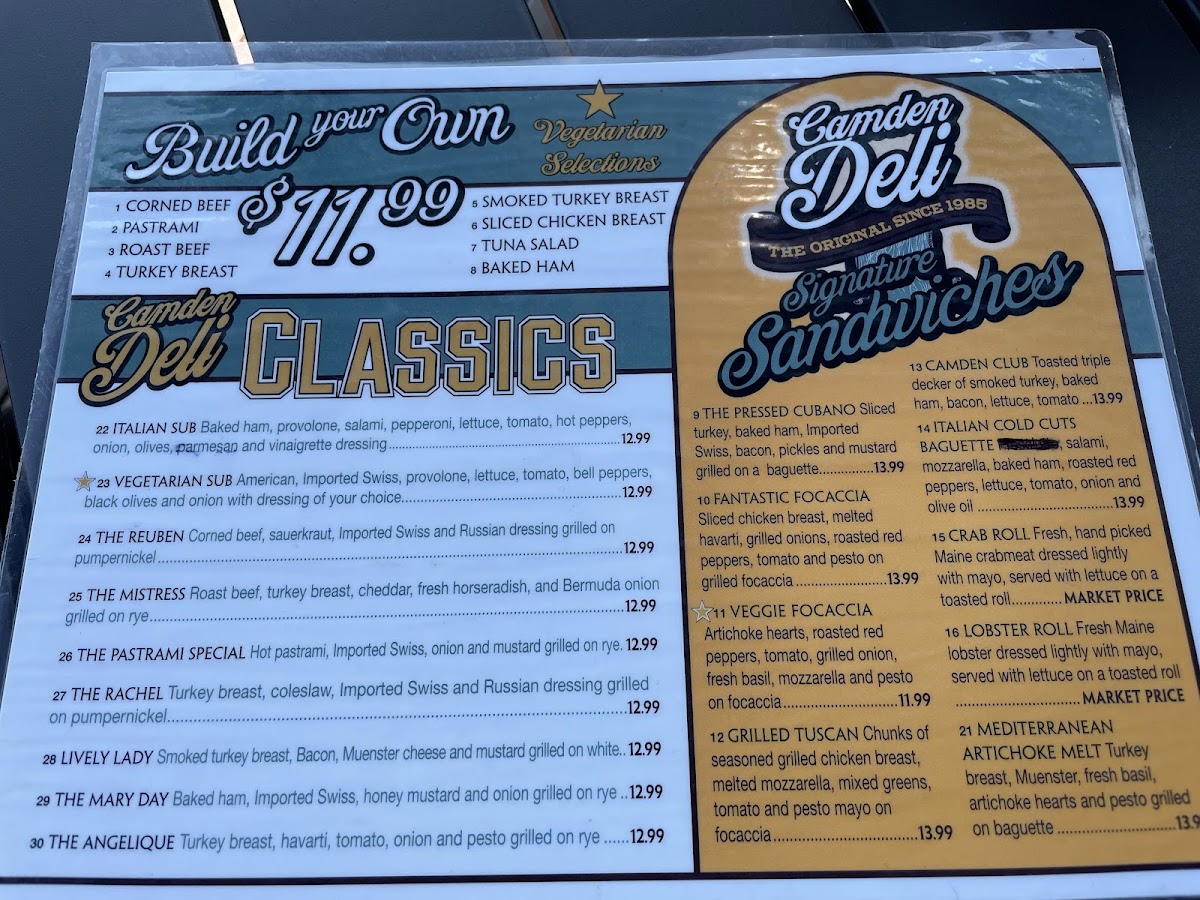 Build your Own
Vegetarian
Selections
$11.99
1 CORNED BEEF
2 PASTRAMI
3 ROAST BEEF
4 TURKEY BREAST
5 SMOKED TURKEY BREAST
6 SLICED CHICKEN BREAST
7 TUNA SALAD
8 BAKED HAM
Camden
Deli
CLASSICS
22 ITALIAN SUB Baked ham, provolone, salami, pepperoni, lettuce, tomato, hot peppers,
onion, olives, parmesan and vinaigrette dressing 12.99
23 VEGETARIAN SUB American, Imported Swiss, provolone, lettuce, tomato, bell peppers,
black olives and onion with dressing of your choice 12.99
24 THE REUBEN Corned beef, sauerkraut, Imported Swiss and Russian dressing grilled on
pumpernickel 12.99
25 THE MISTRESS Roast beef, turkey breast, cheddar, fresh horseradish, and Bermuda onion
grilled on rye 12.99
26 THE PASTRAMI SPECIAL Hot pastrami, Imported Swiss, onion and mustard grilled on rye. 12.99
27 THE RACHEL Turkey breast, coleslaw, Imported Swiss and Russian dressing grilled
on pumpernickel 12.99
28 LIVELY LADY Smoked turkey breast, Bacon, Muenster cheese and mustard grilled on white.. 12.99
29 THE MARY DAY Baked ham, Imported Swiss, honey mustard and onion grilled on rye .. 12.99
30 THE ANGELIQUE Turkey breast, havarti, tomato, onion and pesto grilled on rye ...... 12.99
Camden
Deli
THE ORIGINAL SINCE 1985
Signature
Sandwiches
9 THE PRESSED CUBANO Sliced
turkey, baked ham, Imported
Swiss, bacon, pickles and mustard
grilled on a baguette 13.99
10 FANTASTIC FOCACCIA
Sliced chicken breast, melted
havarti, grilled onions, roasted red
peppers, tomato and pesto on
grilled focaccia 13.99
11 VEGGIE FOCACCIA
Artichoke hearts, roasted red
peppers, tomato, grilled onion,
fresh basil, mozzarella and pesto
on focaccia 11.99
12 GRILLED TUSCAN Chunks of
seasoned grilled chicken breast,
melted mozzarella, mixed greens,
tomato and pesto mayo on
focaccia 13.99
13 CAMDEN CLUB Toasted triple
decker of smoked turkey, baked
ham, bacon, lettuce, tomato ... 13.99
14 ITALIAN COLD CUTS
BAGUETTE , salami,
mozzarella, baked ham, roasted red
peppers, lettuce, tomato, onion and
olive oil 13.99
15 CRAB ROLL Fresh, hand picked
Maine crabmeat dressed lightly
with mayo, served with lettuce on a
toasted roll MARKET PRICE
16 LOBSTER ROLL Fresh Maine
lobster dressed lightly with mayo,
served with lettuce on a toasted roll
MARKET PRICE
21 MEDITERRANEAN
ARTICHOKE MELT Turkey
breast, Muenster, fresh basil,
artichoke hearts and pesto grilled
on baguette 13.9